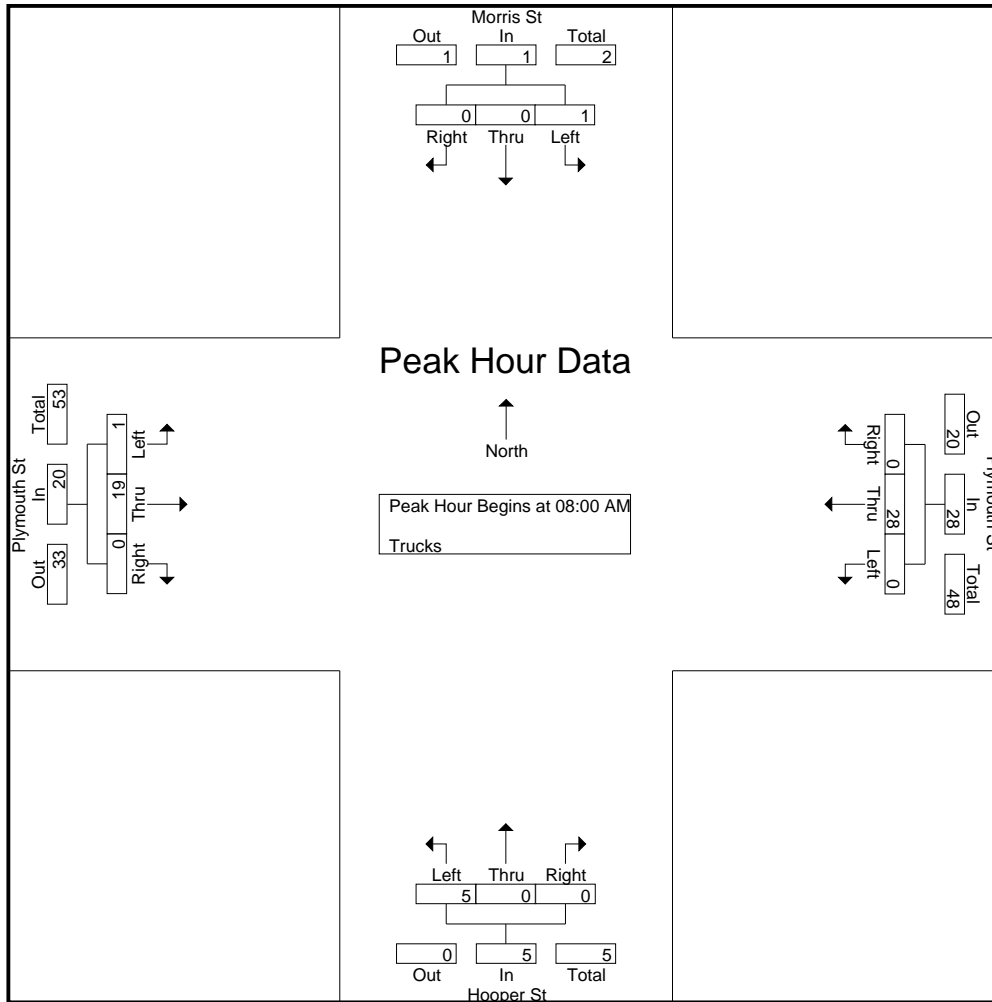 Morris St
Out In Total
1 1 2
0 0 1
Right Thru Left
Peak Hour Data
North
Peak Hour Begins at 08:00 AM
Trucks
Plymouth St
Total In Out
53 20 33
1 19 0
Left Thru Right
Plymouth St
Out In Total
20 28 48
0 28 0
Right Thru Left
Left Thru Right
5 0 0
0 5 5
Out In Total
Hooper St